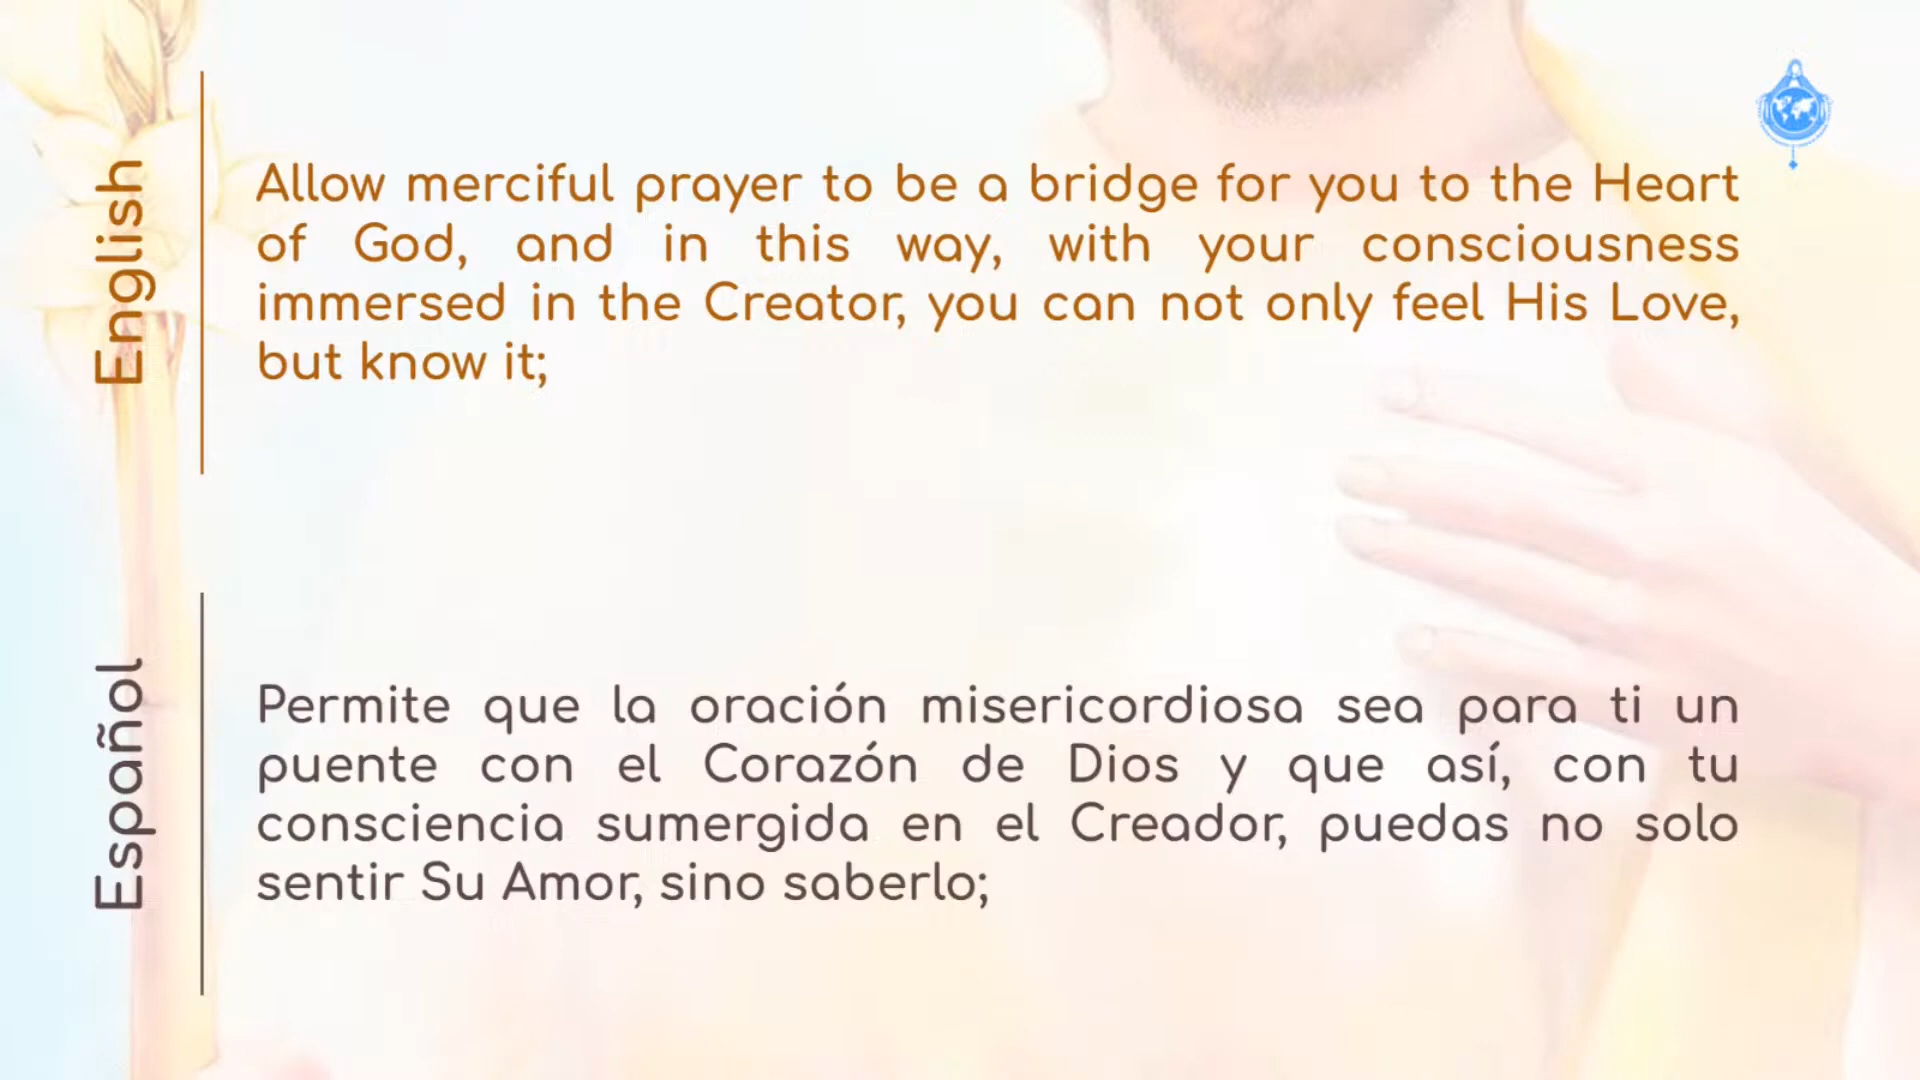 English
Allow merciful prayer to be a bridge for you to the Heart
of God, and in this way, with your consciousness
immersed in the Creator, you can not only feel His Love,
but know it;
Español
Permite que la oración misericordiosa sea para ti un
puente con el Corazón de Dios y que así, con tu
consciencia sumergida en el Creador, puedas no solo
sentir Su Amor, sino saberlo;